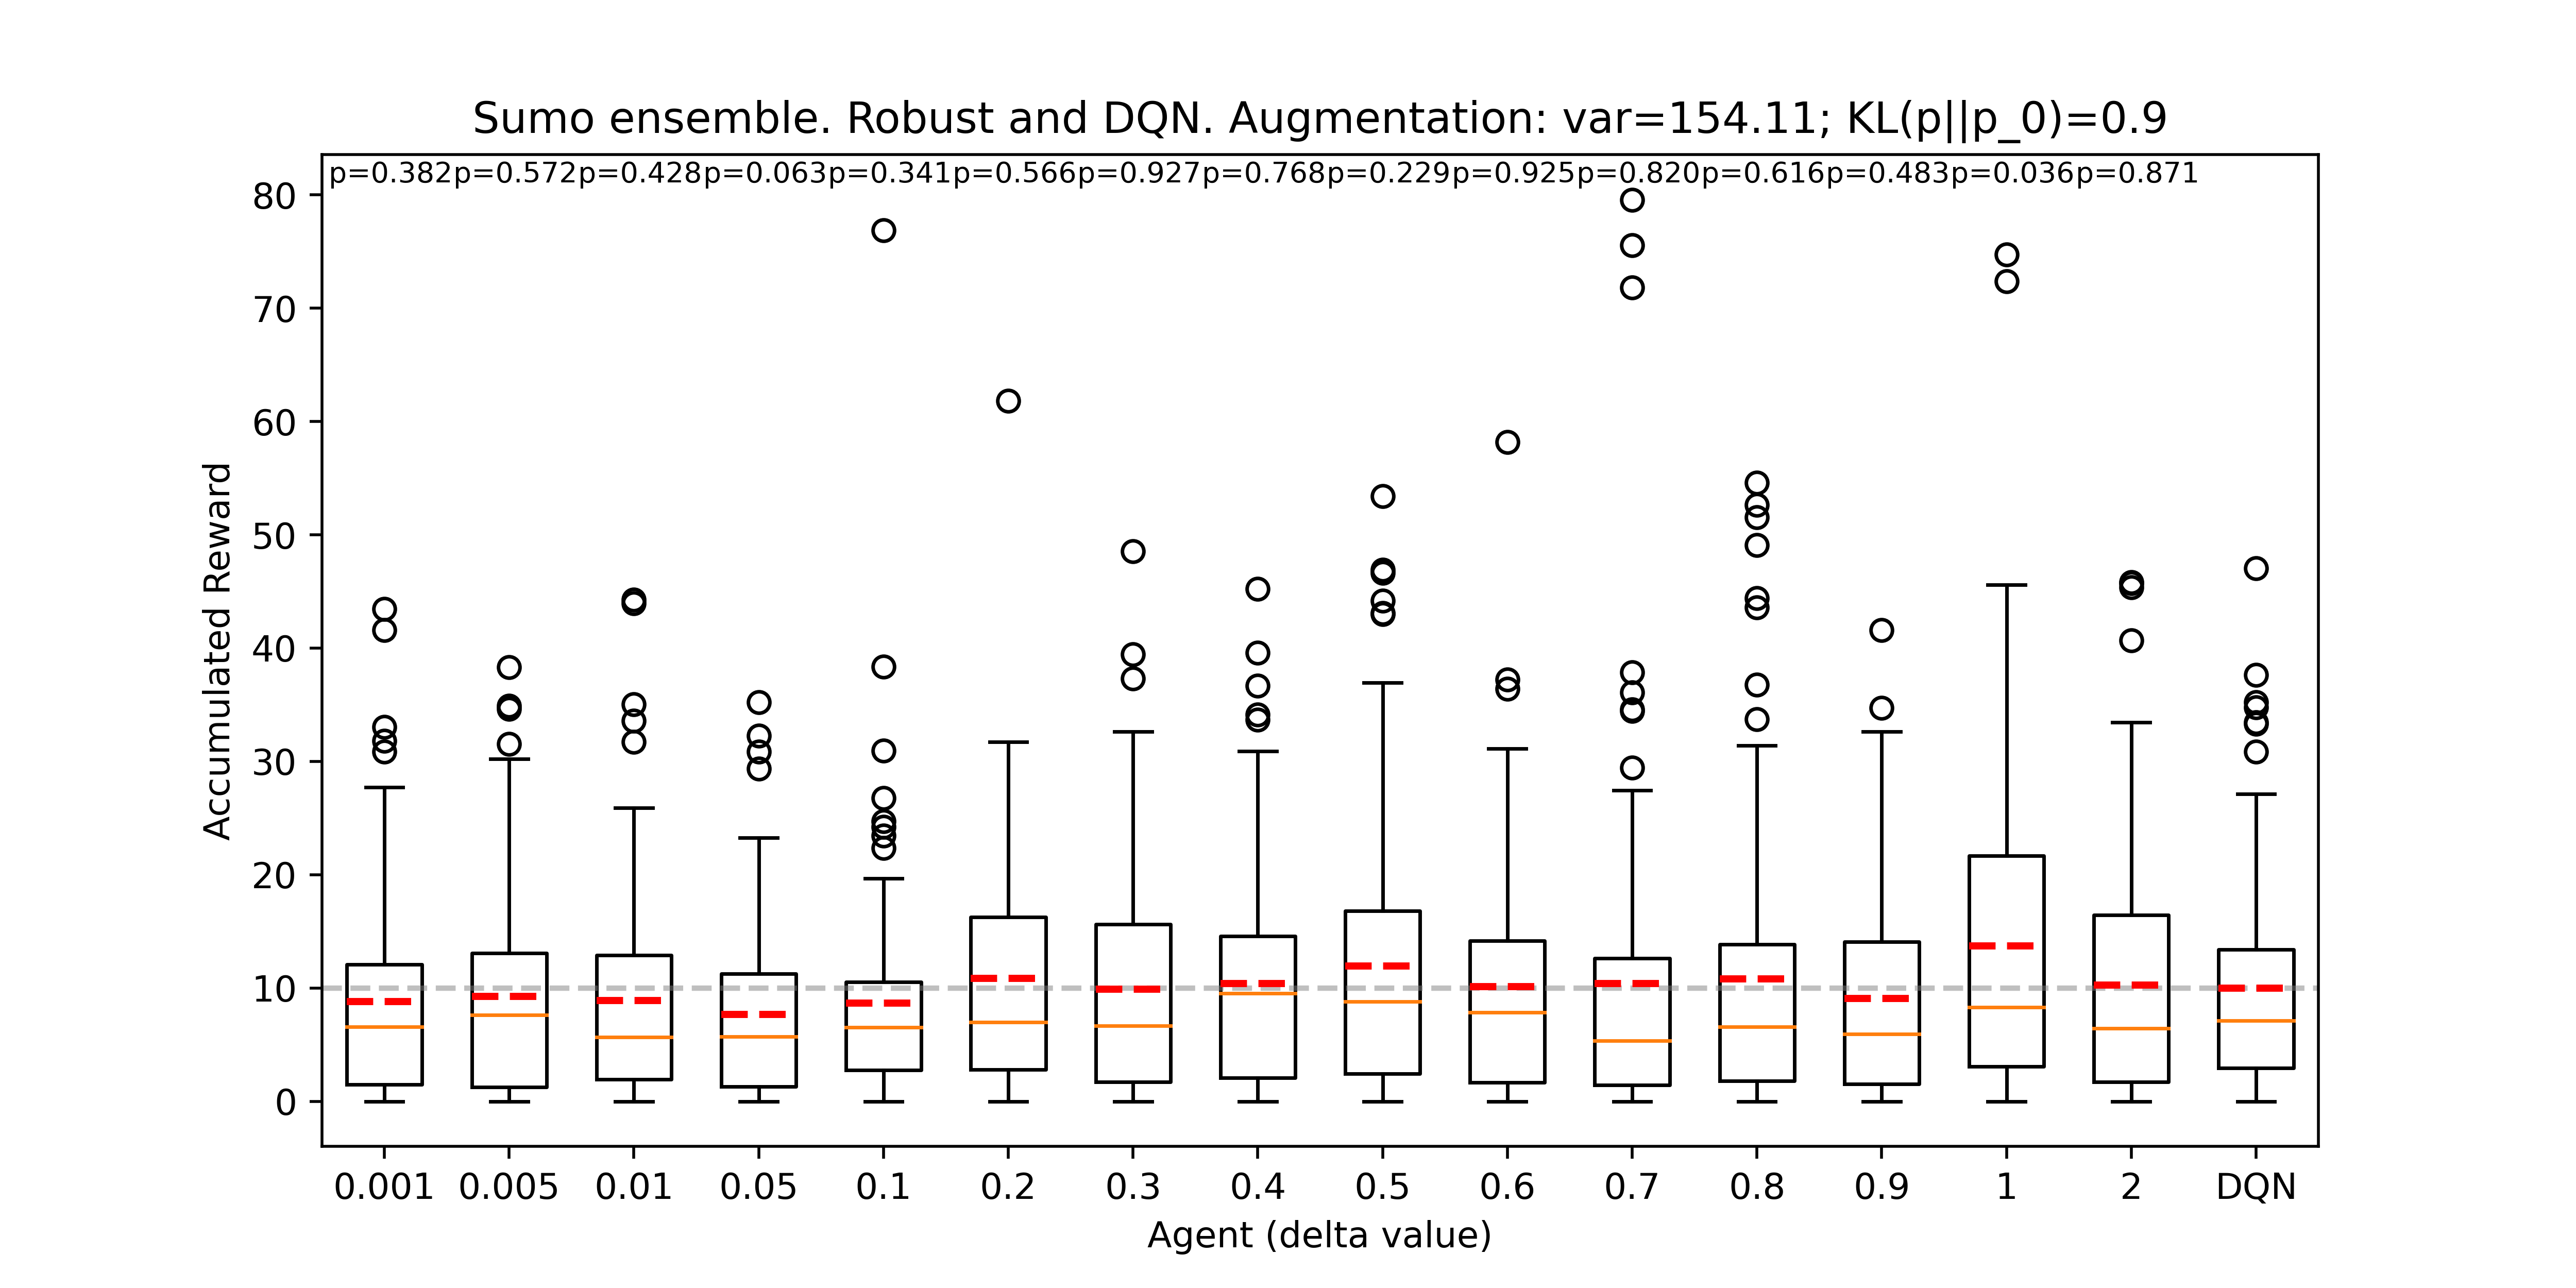 Sumo ensemble. Robust and DQN. Augmentation: var=154.11; KL(p||p_0)=0.9
p=0.382p=0.572p=0.428p=0.063p=0.341p=0.566p=0.927p=0.768p=0.229p=0.925p=0.820p=0.616p=0.483p=0.036p=0.871
80
70
60
50
40
30
20
10
0
Accumulated Reward
0.001 0.005 0.01 0.05 0.1 0.2 0.3 0.4 0.5 0.6 0.7 0.8 0.9 1 2 DQN
Agent (delta value)